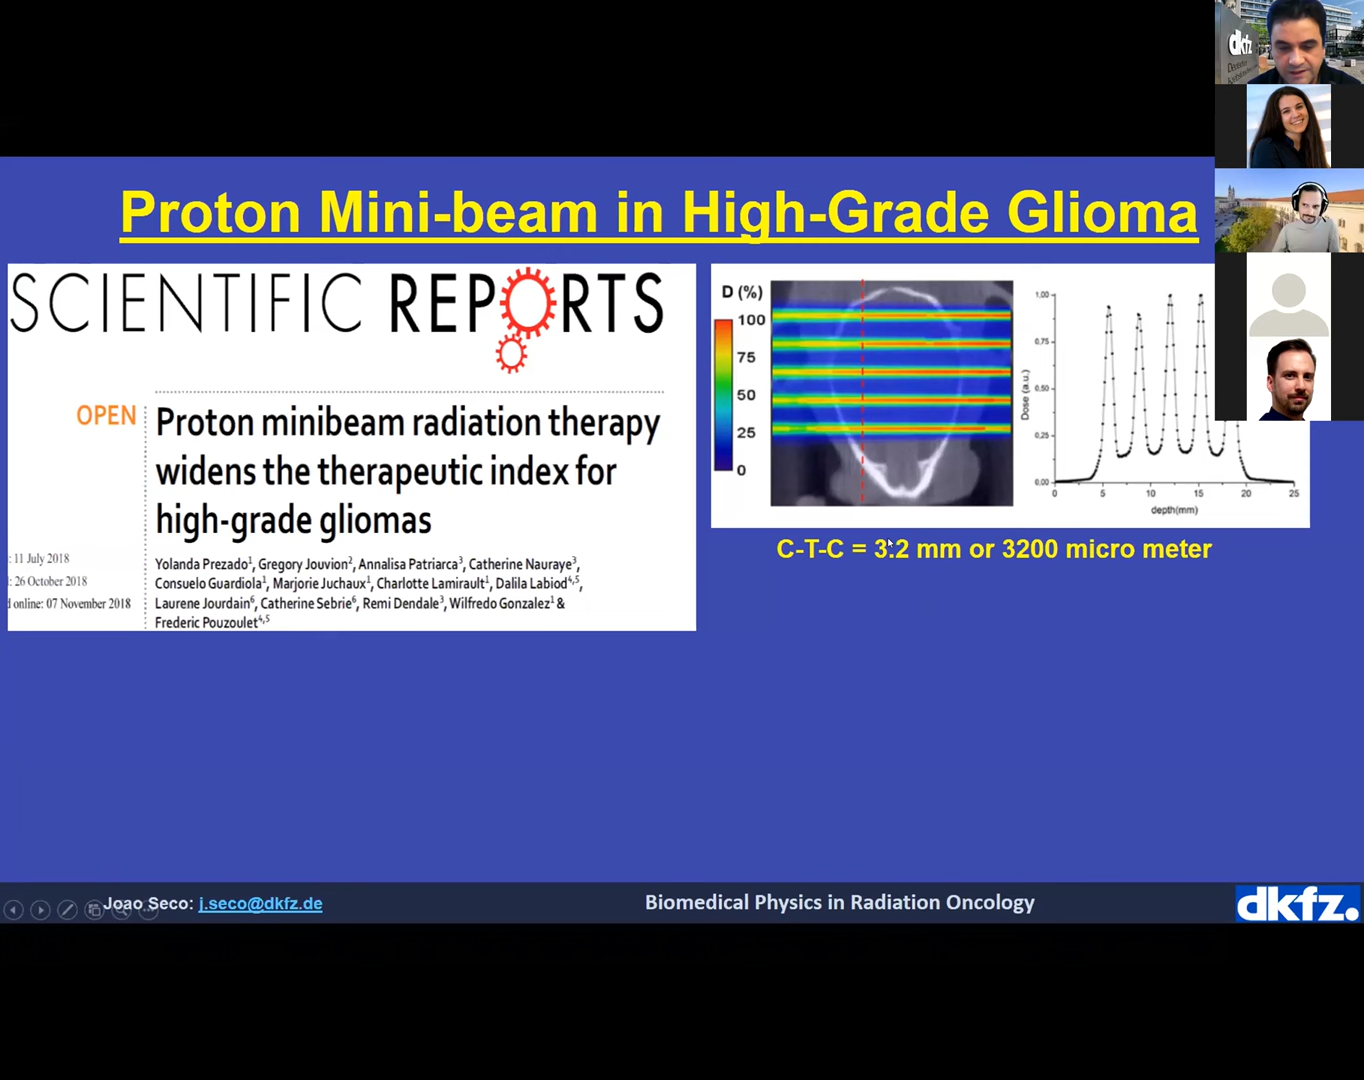 Proton Mini-beam in High-Grade Glioma
SCIENTIFIC REPORTS
OPEN
Proton minibeam radiation therapy
widens the therapeutic index for
high-grade gliomas
: 11 July 2018
: 26 October 2018
d online: 07 November 2018
Yolanda Prezado1, Gregory Jouvion2, Annalisa Patriarca3, Catherine Nauraye3,
Consuelo Guardiola1, Marjorie Juchaux1, Charlotte Lamirault1, Dalila Labiod4,5,
Laurene Jourdain6, Catherine Sebrie6, Remi Dendale3, Wilfredo Gonzalez1 &
Frederic Pouzoulet4,5
D (%)
100
75
50
25
0
Dose (a.u.)
1,00
0,75
0,50
0,25
0,00
0 5 10 15 20 25
depth(mm)
C-T-C = 3.2 mm or 3200 micro meter
Joao Seco: j.seco@dkfz.de
Biomedical Physics in Radiation Oncology
dkfz.
dkfz